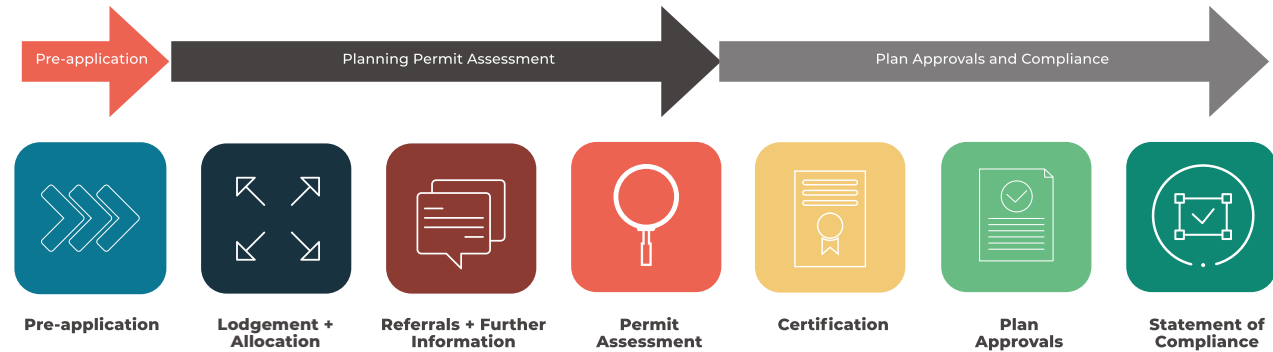 Pre-application
Planning Permit Assessment
Plan Approvals and Compliance
Pre-application
Lodgement +
Allocation
Referrals + Further
Information
Permit
Assessment
Certification
Plan
Approvals
Statement of
Compliance